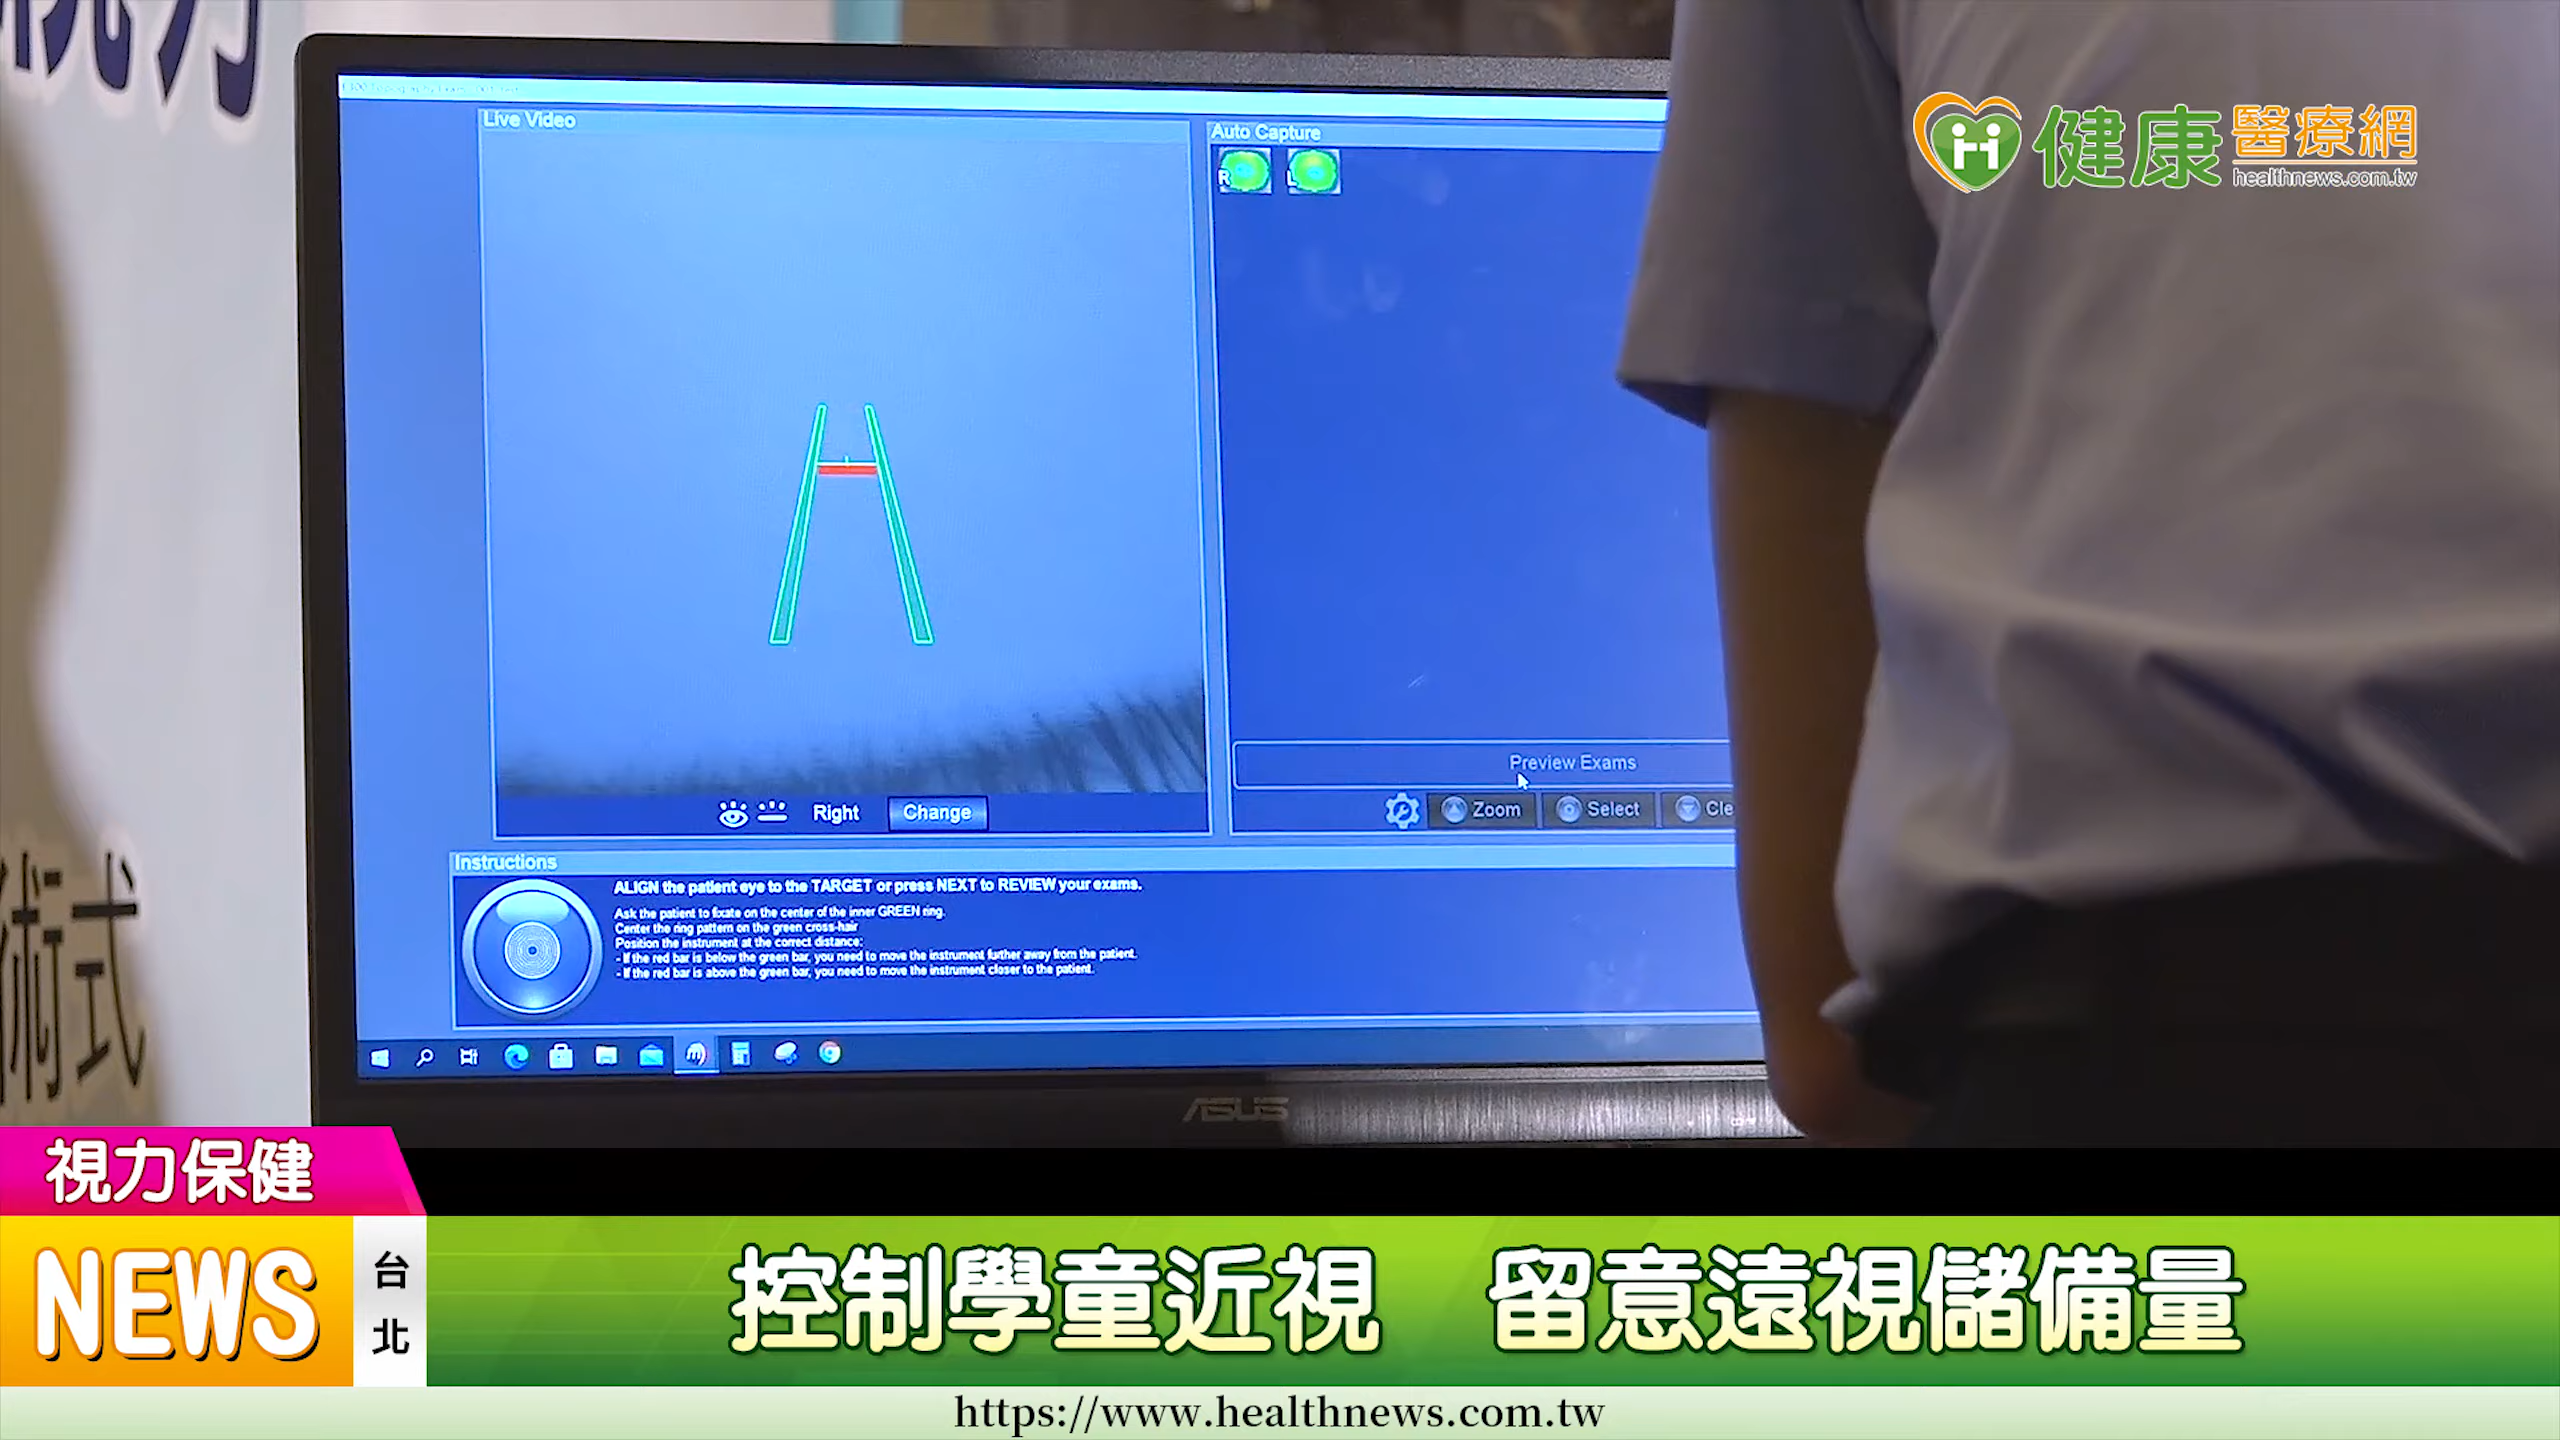 視力
術式
Live Video
Auto Capture
R
L
健康醫療網
healthnews.com.tw
Preview Exams
Right
Change
Zoom
Select
Cle
Instructions
ALIGN the patient eye to the TARGET or press NEXT to REVIEW your exams.
Ask the patient to fixate on the center of the inner GREEN ring.
Center the ring pattern on the green cross-hair
Position the instrument at the correct distance:
- If the red bar is below the green bar, you need to move the instrument further away from the patient.
- If the red bar is above the green bar, you need to move the instrument closer to the patient.
ASUS
視力保健
NEWS
台北
控制學童近視 留意遠視儲備量
https://www.healthnews.com.tw